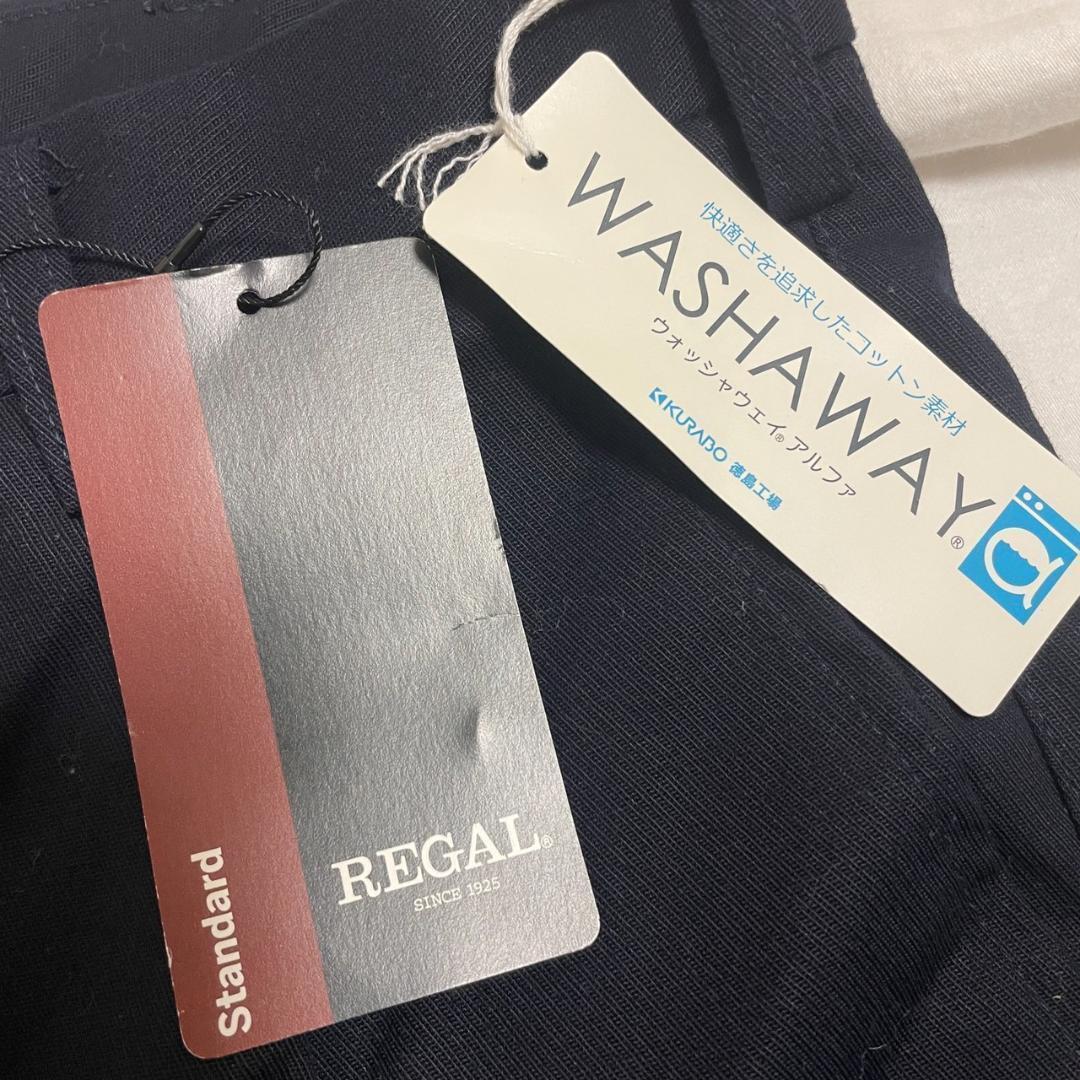 Standard
REGAL®
SINCE 1925
快適さを追求したコットン素材
WASHAWAY®
ウォッシャウェイ®アルファ
KURABO 徳島工場
α